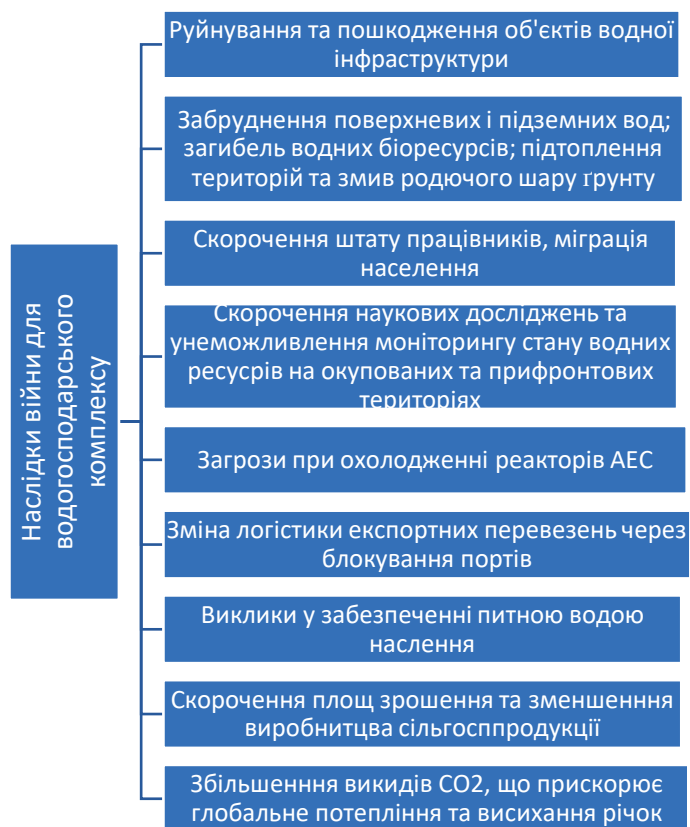 Наслідки війни для
водогосподарського
комплексу
Руйнування та пошкодження об'єктів водної
інфраструктури
Забруднення поверхневих і підземних вод;
загибель водних біоресурсів; підтоплення
територій та змив родючого шару ґрунту
Скорочення штату працівників, міграція
населення
Скорочення наукових досліджень та
унеможливлення моніторингу стану водних
ресусрів на окупованих та прифронтових
територіях
Загрози при охолодженні реакторів АЕС
Зміна логістики експортних перевезень через
блокування портів
Виклики у забезпеченні питною водою
наслення
Скорочення площ зрошення та зменшенння
виробнитцва сільгосппродукції
Збільшенння викидів СО2, що прискорює
глобальне потепління та висихання річок